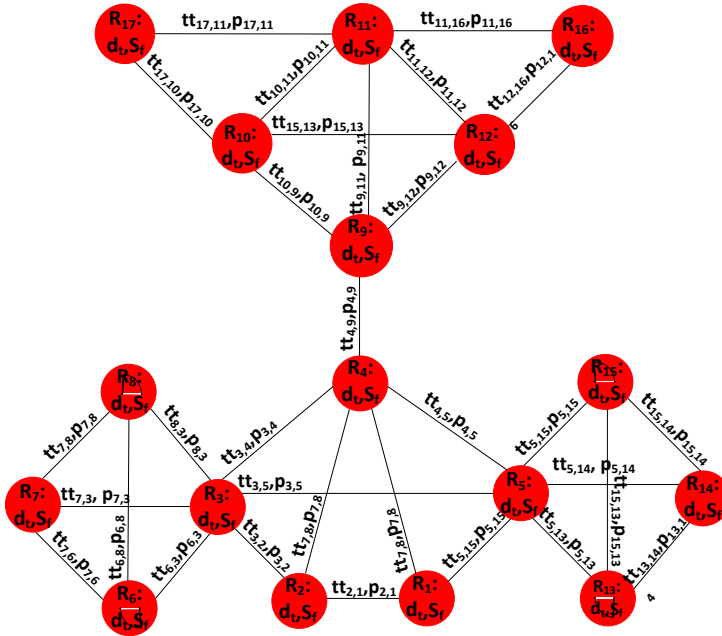 R17:
dt,Sf
tt17,11,p17,11
R11:
dt,Sf
tt11,16,p11,16
R16:
dt,Sf
tt17,10,p17,10
tt10,11,p10,11
tt11,12,p11,12
tt12,16,p12,1
6
R10:
dt,Sf
tt15,13,p15,13
R12:
dt,Sf
tt9,11, p9,11
tt10,9,p10,9
tt9,12,p9,12
R9:
dt,Sf
tt4,9,p4,9
R4:
dt,Sf
R8:
dt,Sf
R15:
dt,Sf
tt7,8,p7,8
tt8,3,p8,3
tt3,4,p3,4
tt4,5,p4,5
tt5,15,p5,15
tt15,14,p15,14
R7:
dt,Sf
tt7,3, p7,3
R3:
dt,Sf
tt3,5,p3,5
R5:
dt,Sf
tt5,14, p5,14
R14:
dt,Sf
tt6,8,p6,8
tt7,8,p7,8
tt7,8,p7,8
tt15,13,p15,13
tt7,6,p7,6
tt6,3,p6,3
tt3,2,p3,2
tt5,15,p5,15
tt5,13,p5,13
tt13,14,p13,1
4
R6:
dt,Sf
R2:
dt,Sf
tt2,1,p2,1
R1:
dt,Sf
R13:
dt,Sf